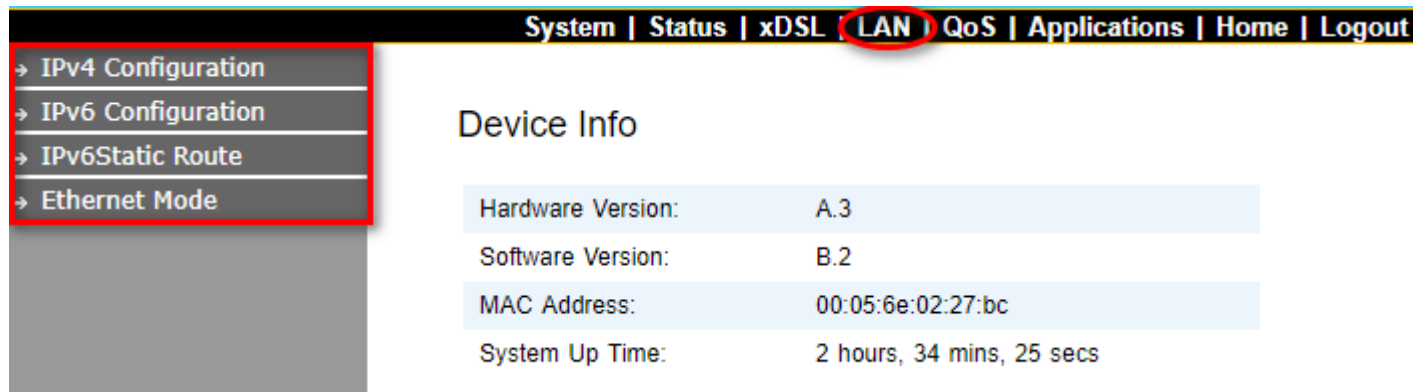 System | Status | xDSL | LAN | QoS | Applications | Home | Logout
IPv4 Configuration
IPv6 Configuration
IPv6Static Route
Ethernet Mode
Device Info
Hardware Version: A.3
Software Version: B.2
MAC Address: 00:05:6e:02:27:bc
System Up Time: 2 hours, 34 mins, 25 secs